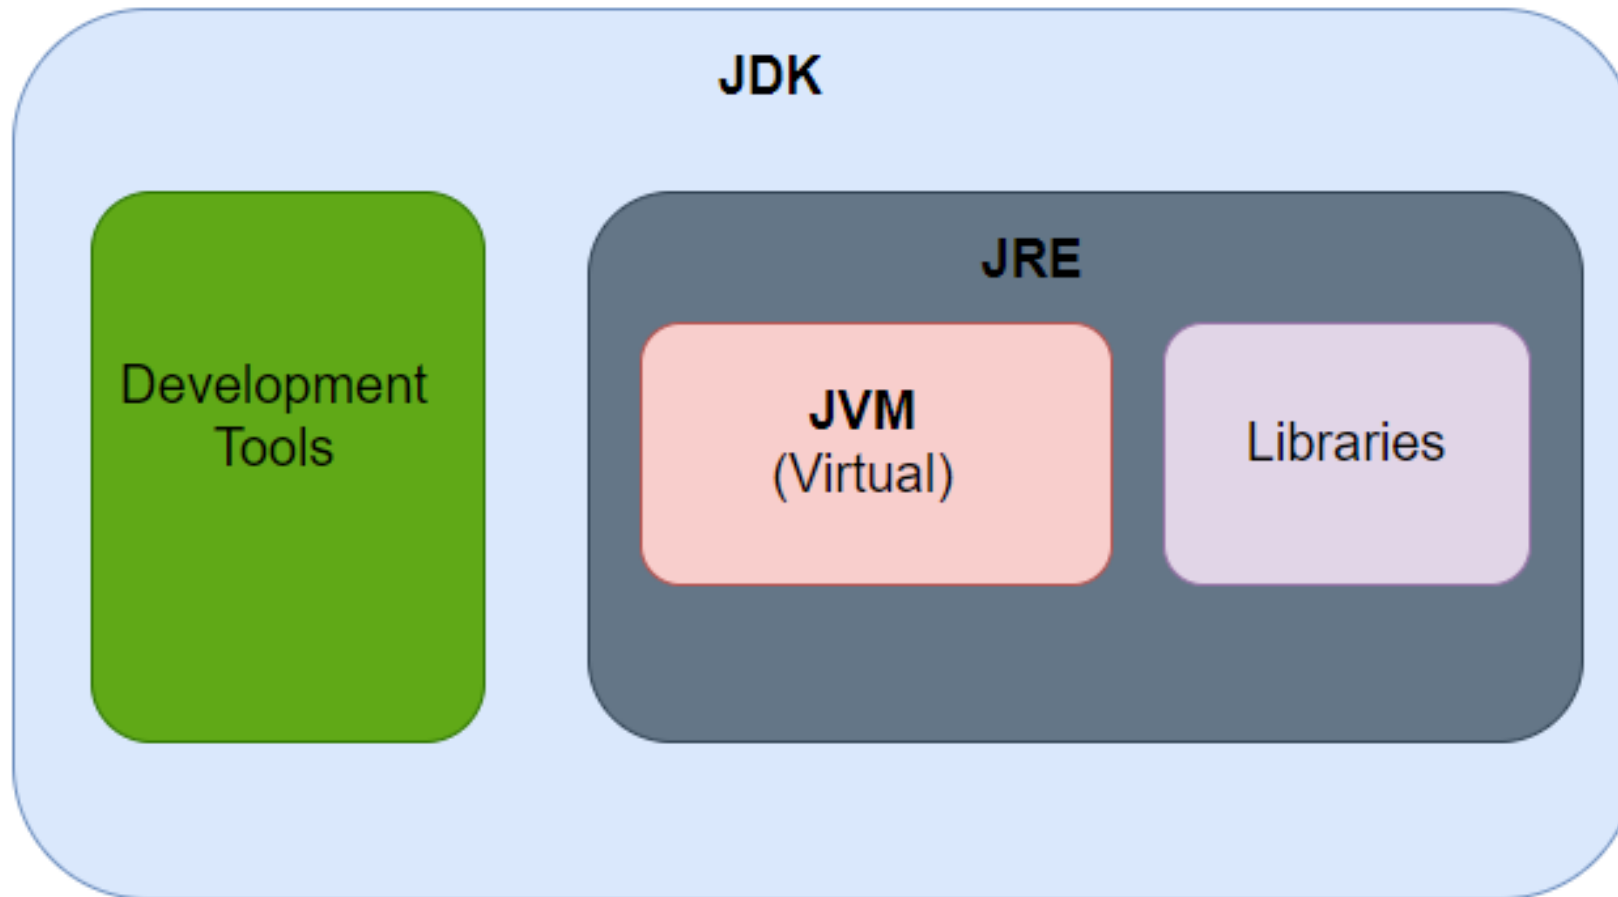 JDK
Development
Tools
JRE
JVM
(Virtual)
Libraries